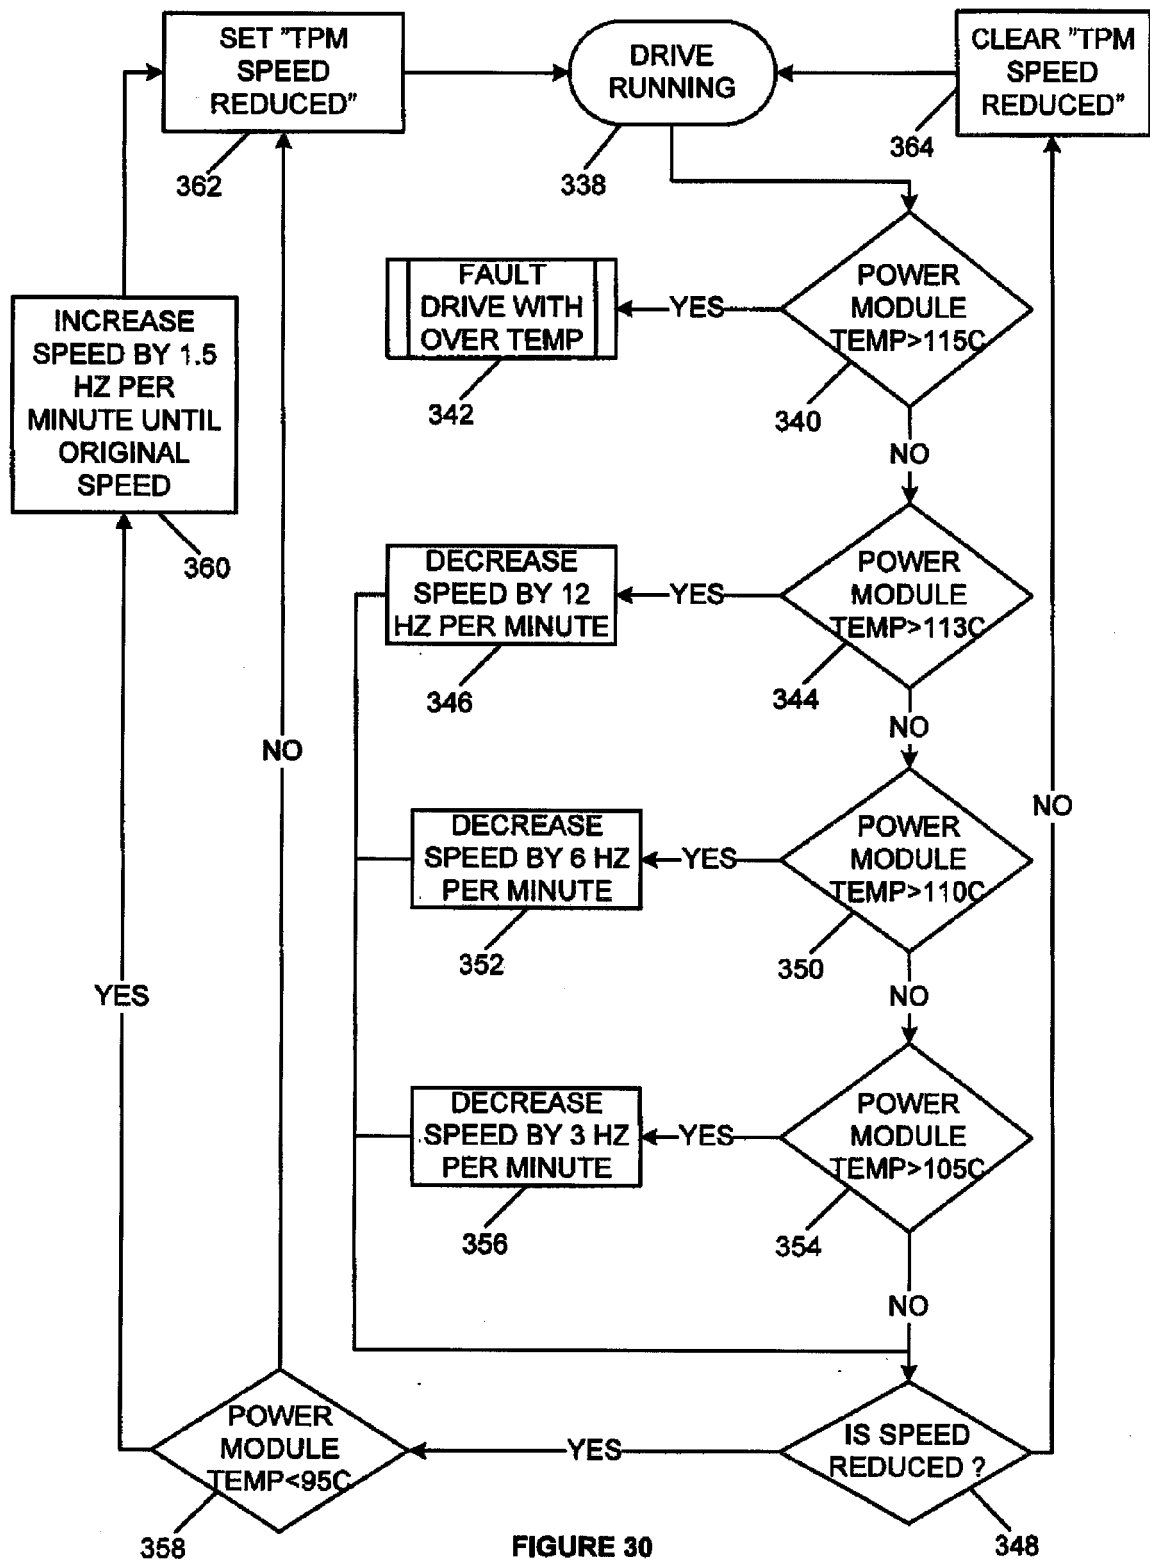 SET "TPM
SPEED
REDUCED"
362
DRIVE
RUNNING
338
CLEAR "TPM
SPEED
REDUCED"
364
POWER
MODULE
TEMP>115C
340
YES
FAULT
DRIVE WITH
OVER TEMP
342
NO
INCREASE
SPEED BY 1.5
HZ PER
MINUTE UNTIL
ORIGINAL
SPEED
360
POWER
MODULE
TEMP>113C
344
YES
DECREASE
SPEED BY 12
HZ PER MINUTE
346
NO
NO
NO
POWER
MODULE
TEMP>110C
350
YES
DECREASE
SPEED BY 6 HZ
PER MINUTE
352
NO
YES
POWER
MODULE
TEMP>105C
354
YES
DECREASE
SPEED BY 3 HZ
PER MINUTE
356
NO
IS SPEED
REDUCED ?
348
YES
POWER
MODULE
TEMP<95C
358
FIGURE 30